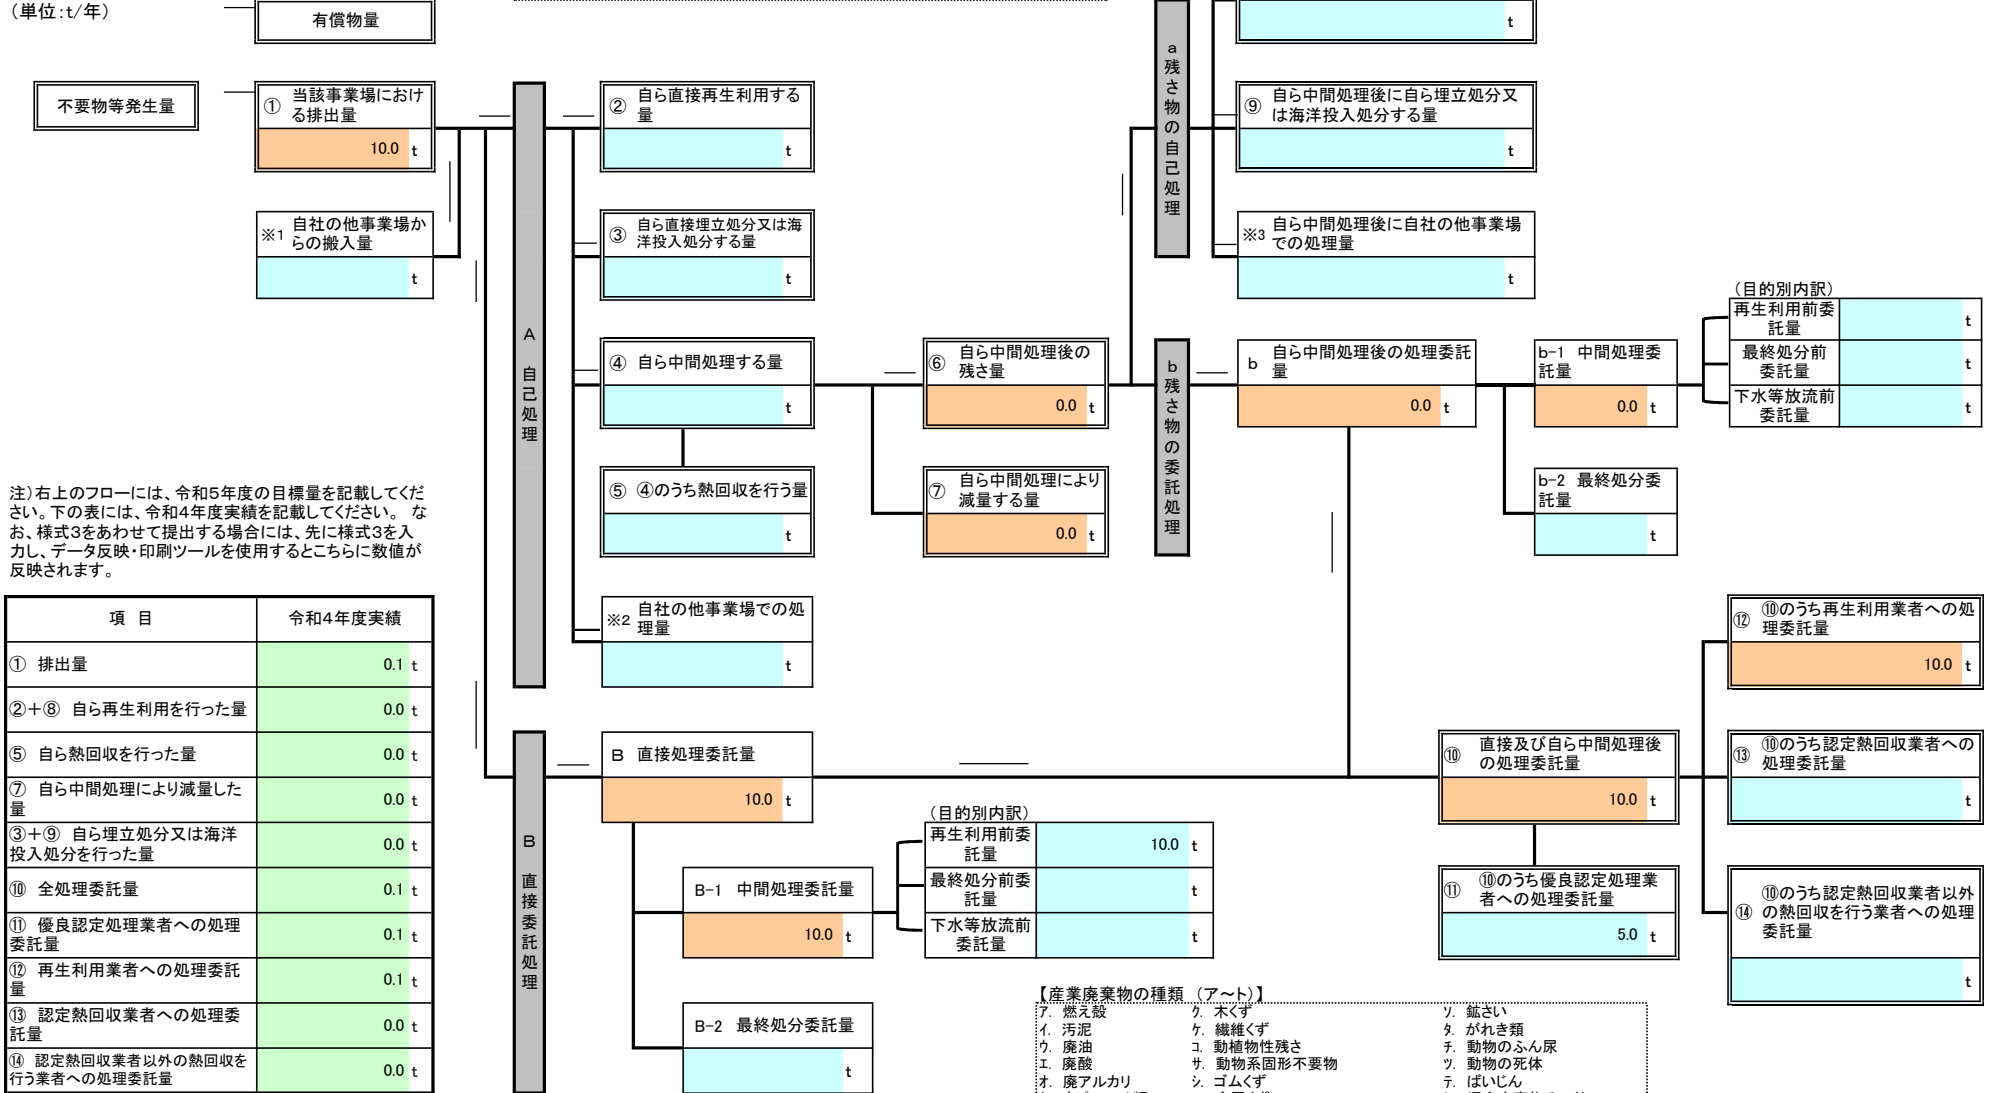 （単位：t/年）
有償物量
t
不要物等発生量
① 当該事業場におけ
る排出量
10.0 t
※1 自社の他事業場か
らの搬入量
t
A 自己処理
② 自ら直接再生利用する
量
t
③ 自ら直接埋立処分又は海
洋投入処分する量
t
④ 自ら中間処理する量
t
⑤ ④のうち熱回収を行う量
t
※2 自社の他事業場での処
理量
t
⑥ 自ら中間処理後の
残さ量
0.0 t
⑦ 自ら中間処理により
減量する量
0.0 t
a 残さ物の自己処理
⑨ 自ら中間処理後に自ら埋立処分又
は海洋投入処分する量
t
※3 自ら中間処理後に自社の他事業場
での処理量
t
b 残さ物の委託処理
b 自ら中間処理後の処理委託
量
0.0 t
b-1 中間処理委
託量
0.0 t
b-2 最終処分委
託量
t
（目的別内訳）
再生利用前委
託量
t
最終処分前
委託量
t
下水等放流前
委託量
t
注）右上のフローには、令和5年度の目標量を記載してくだ
さい。下の表には、令和4年度実績を記載してください。 な
お、様式3をあわせて提出する場合には、先に様式3を入
力し、データ反映・印刷ツールを使用するとこちらに数値が
反映されます。
項 目 令和4年度実績
① 排出量 0.1 t
②＋⑧ 自ら再生利用を行った量 0.0 t
⑤ 自ら熱回収を行った量 0.0 t
⑦ 自ら中間処理により減量した
量 0.0 t
③＋⑨ 自ら埋立処分又は海洋
投入処分を行った量 0.0 t
⑩ 全処理委託量 0.1 t
⑪ 優良認定処理業者への処理
委託量 0.1 t
⑫ 再生利用業者への処理委託
量 0.1 t
⑬ 認定熱回収業者への処理委
託量 0.0 t
⑭ 認定熱回収業者以外の熱回収を
行う業者への処理委託量 0.0 t
B 直接委託処理
B 直接処理委託量
10.0 t
B-1 中間処理委託量
10.0 t
B-2 最終処分委託量
t
（目的別内訳）
再生利用前委
託量
10.0 t
最終処分前委
託量
t
下水等放流前
委託量
t
⑩ 直接及び自ら中間処理後
の処理委託量
10.0 t
⑪ ⑩のうち優良認定処理業
者への処理委託量
5.0 t
⑫ ⑩のうち再生利用業者への処
理委託量
10.0 t
⑬ ⑩のうち認定熱回収業者への
処理委託量
t
⑭ ⑩のうち認定熱回収業者以外
の熱回収を行う業者への処理
委託量
t
【産業廃棄物の種類 （ア～ト）】
ア. 燃え殻 ク. 木くず ソ. 鉱さい
イ. 汚泥 ケ. 繊維くず タ. がれき類
ウ. 廃油 コ. 動植物性残さ チ. 動物のふん尿
エ. 廃酸 サ. 動物系固形不要物 ツ. 動物の死体
オ. 廃アルカリ シ. ゴムくず テ. ばいじん